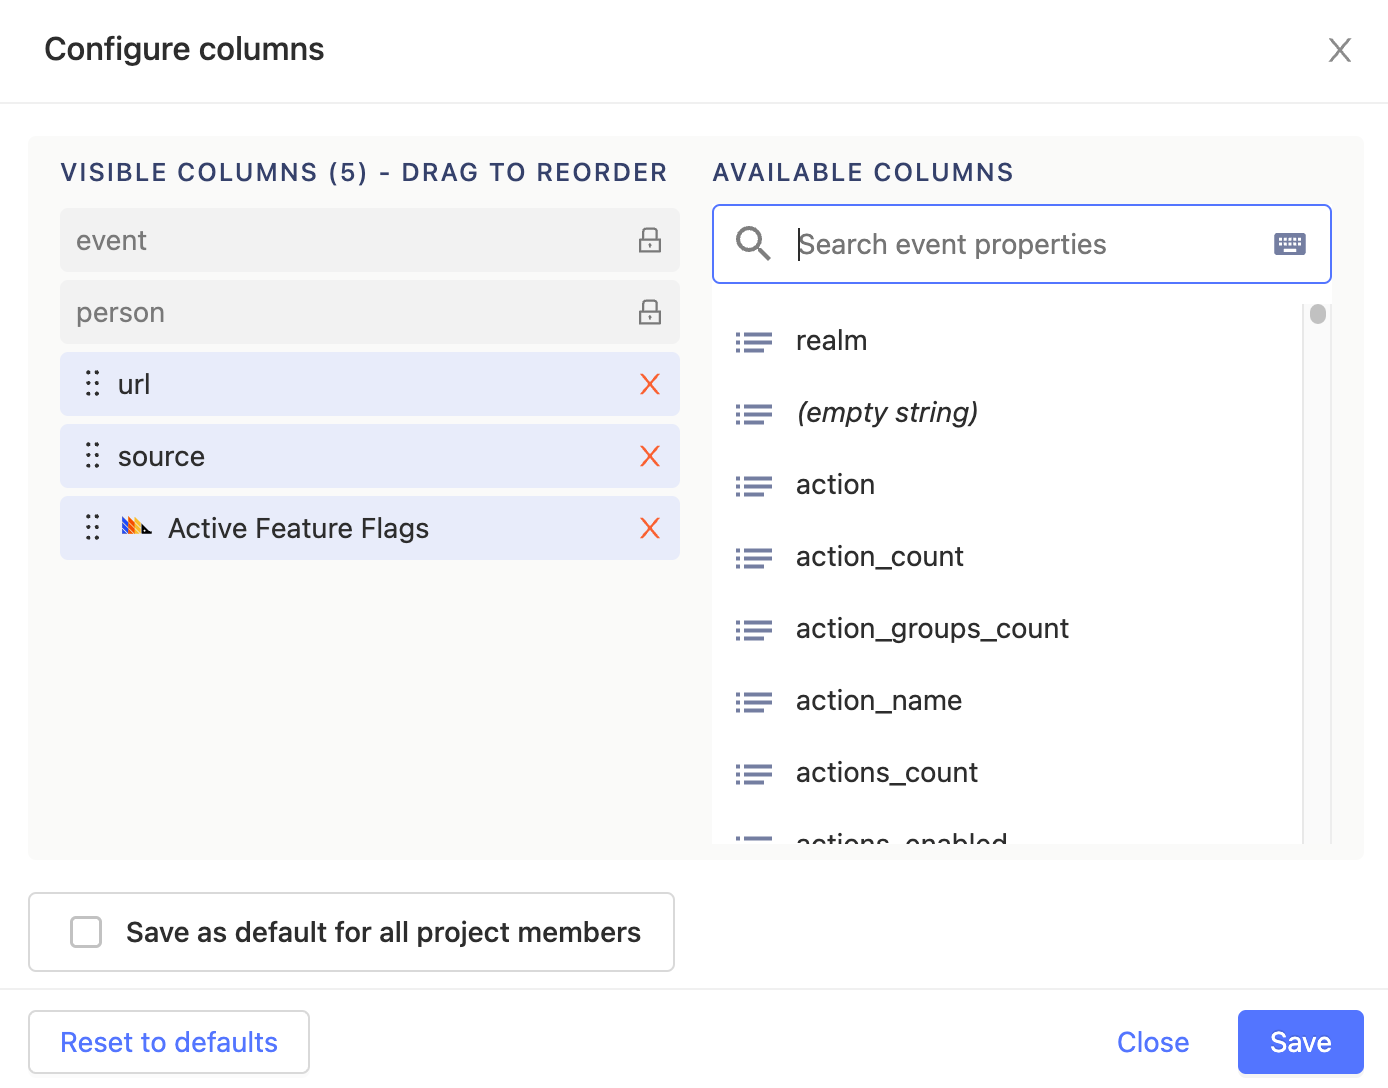 Configure columns
VISIBLE COLUMNS (5) - DRAG TO REORDER
event
person
url
source
Active Feature Flags
AVAILABLE COLUMNS
Search event properties
realm
(empty string)
action
action_count
action_groups_count
action_name
actions_count
actions_enabled
Save as default for all project members
Reset to defaults
Close
Save